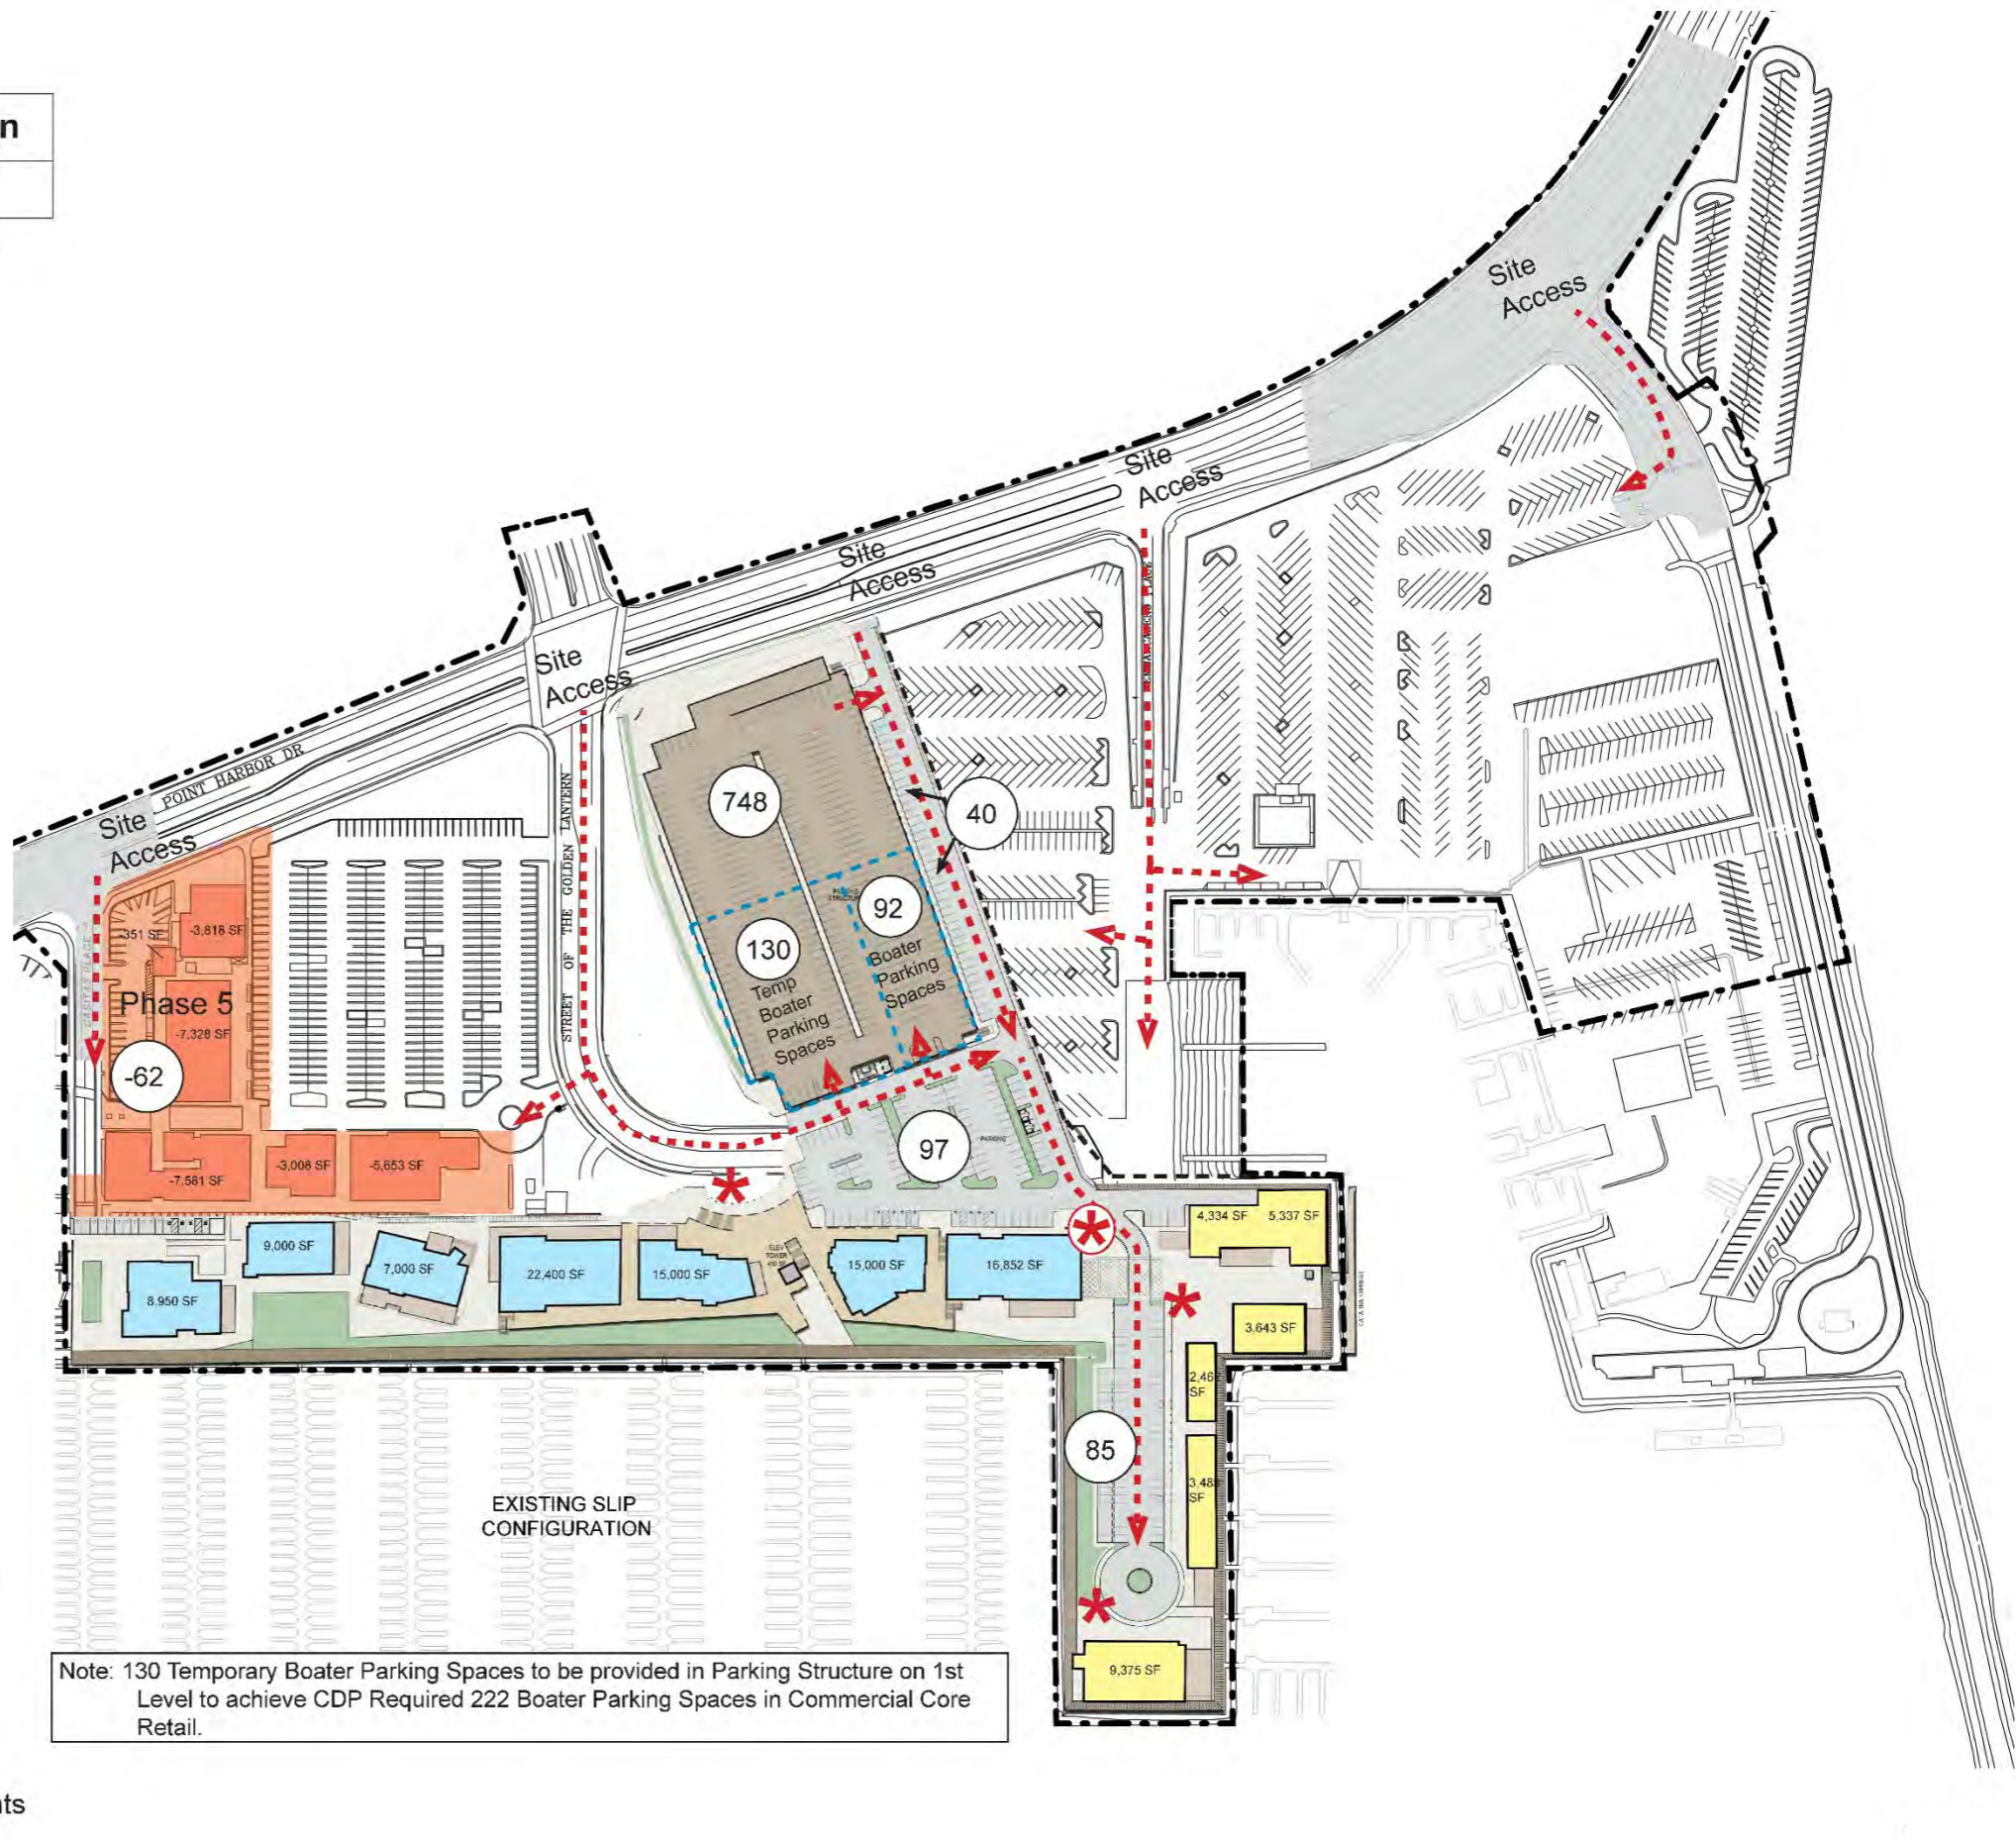 n
Site
Access
Site
Access
Site
Access
Site
Access
POINT HARBOR DR
Site
Access
STREET OF THE GOLDEN LANTERN
748
40
92
Boater
Parking
Spaces
130
Temp
Boater
Parking
Spaces
-351 SF
-3,818 SF
Phase 5
-7,328 SF
-62
-7,581 SF
-3,008 SF
-5,653 SF
97
PARKING
4,334 SF
5,337 SF
9,000 SF
7,000 SF
22,400 SF
15,000 SF
ELEV
TOWER
15,000 SF
16,852 SF
8,950 SF
3,643 SF
SF
85
SF
EXISTING SLIP
CONFIGURATION
9,375 SF
Note: 130 Temporary Boater Parking Spaces to be provided in Parking Structure on 1st
Level to achieve CDP Required 222 Boater Parking Spaces in Commercial Core
Retail.
nts